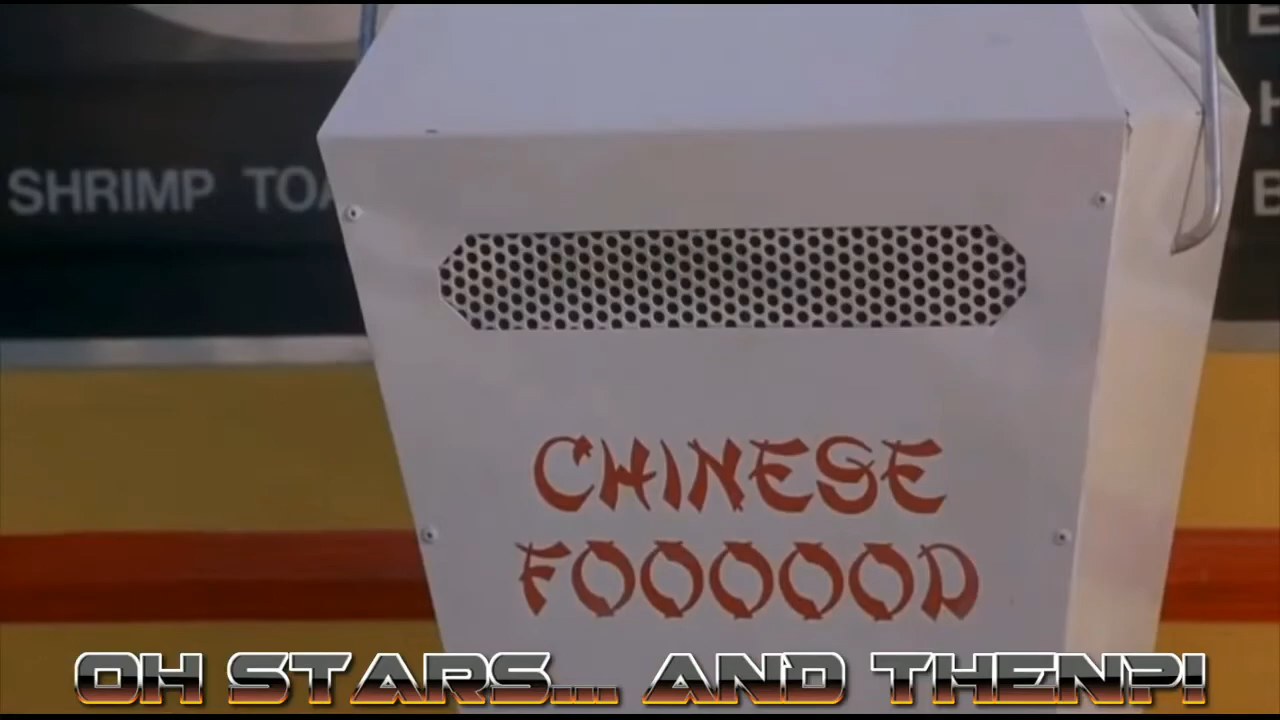 SHRIMP TOA
CHINESE
FOOOOOD
OH STARS... AND THEN?!